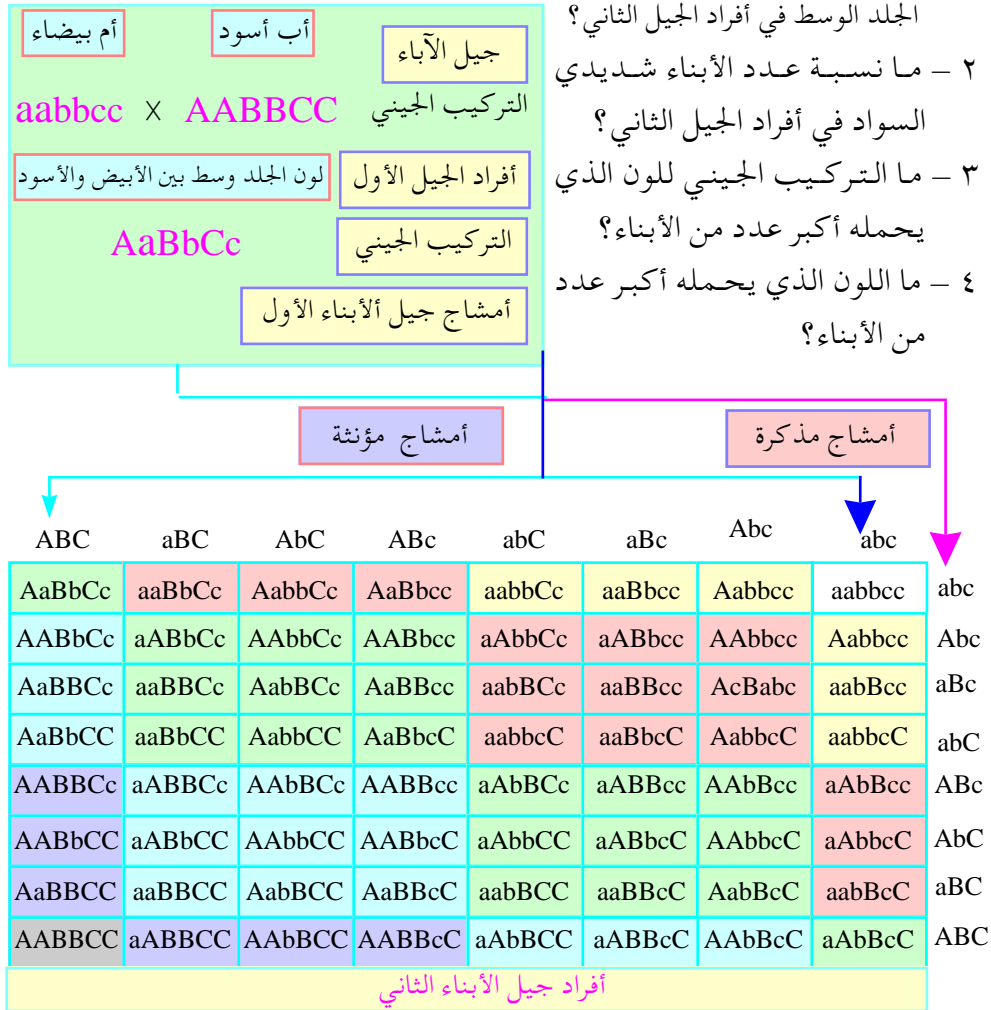 الجلد الوسط في أفراد الجيل الثاني؟
٢ – ما نسبة عدد الأبناء شديدي
السواد في أفراد الجيل الثاني؟
٣ – ما التركيب الجيني للون الذي
يحمله أكبر عدد من الأبناء؟
٤ – ما اللون الذي يحمله أكبر عدد
من الأبناء؟
جيل الآباء أب أسود أم بيضاء
التركيب الجيني AABBCC X aabbcc
أفراد الجيل الأول لون الجلد وسط بين الأبيض والأسود
التركيب الجيني AaBbCc
أمشاج جيل ألأبناء الأول
أمشاج مذكرة أمشاج مؤنثة
ABC aBC AbC ABc abC aBc Abc abc
AaBbCc aaBbCc AabbCc AaBbcc aabbCc aaBbcc Aabbcc aabbcc abc
AABbCc aABbCc AAbbCc AABbcc aAbbCc aABbcc AAbbcc Aabbcc Abc
AaBBCc aaBBCc AabBCc AaBBcc aabBCc aaBBcc AcBabc aabBcc aBc
AaBbCC aaBbCC AabbCC AaBbcC aabbcC aaBbcC AabbcC aabbcC abC
AABBCc aABBCc AAbBCc AABBcc aAbBCc aABBcc AAbBcc aAbBcc ABc
AABbCC aABbCC AAbbCC AABbcC aAbbCC aABbcC AAbbcC aAbbcC AbC
AaBBCC aaBBCC AabBCC AaBBcC aabBCC aaBBcC AabBcC aabBcC aBC
AABBCC aABBCC AAbBCC AABBcC aAbBCC aABBcC AAbBcC aAbBcC ABC
أفراد جيل الأبناء الثاني